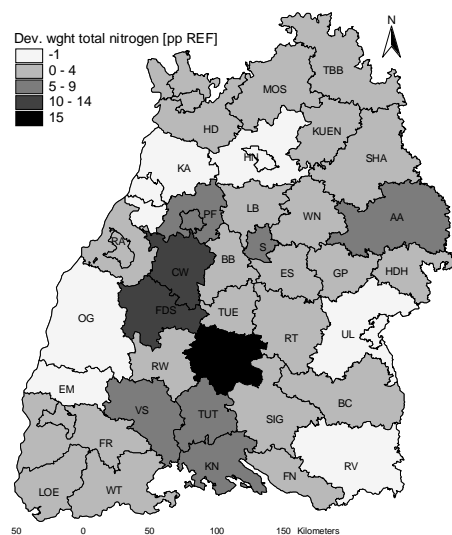 Dev. wght total nitrogen [pp REF]
-1
0 - 4
5 - 9
10 - 14
15
N
TBB
MOS
HD
KUEN
HN
KA
SHA
PF
LB
WN
AA
RA
S
CW
BB
ES
GP
HDH
FDS
TUE
OG
RT
UL
RW
EM
VS
TUT
SIG
BC
FR
KN
FN
RV
LOE
WT
50 0 50 100 150 Kilometers